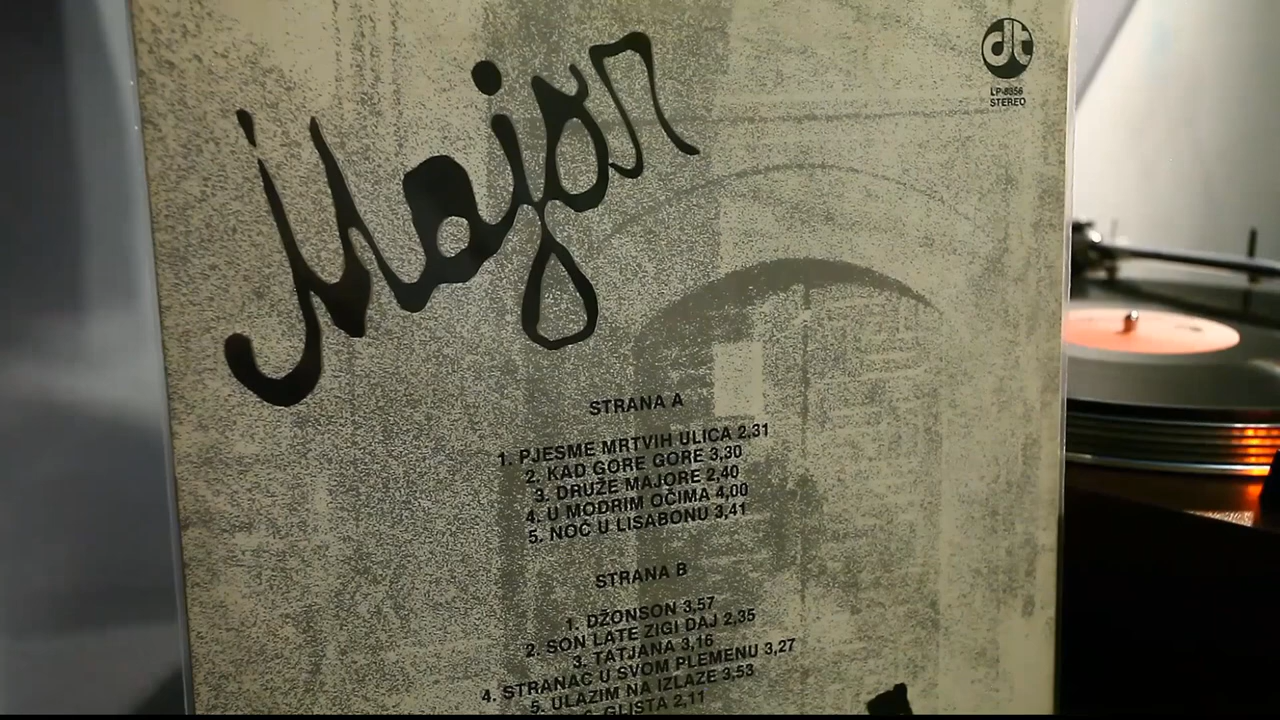 Major
dt
LP-8356
STEREO
STRANA A
1. PJESME MRTVIH ULICA 2,31
2. KAD GORE GORE 3,30
3. DRUŽE MAJORE 2,40
4. U MODRIM OČIMA 4,00
5. NOĆ U LISABONU 3,41
STRANA B
1. DŽONSON 3,57
2. SON LATE ZIGI DAJ 2,35
3. TATJANA 3,16
4. STRANAC U SVOM PLEMENU 3,27
5. ULAZIM NA IZLAZE 3,53
6. GLISTA 2,11